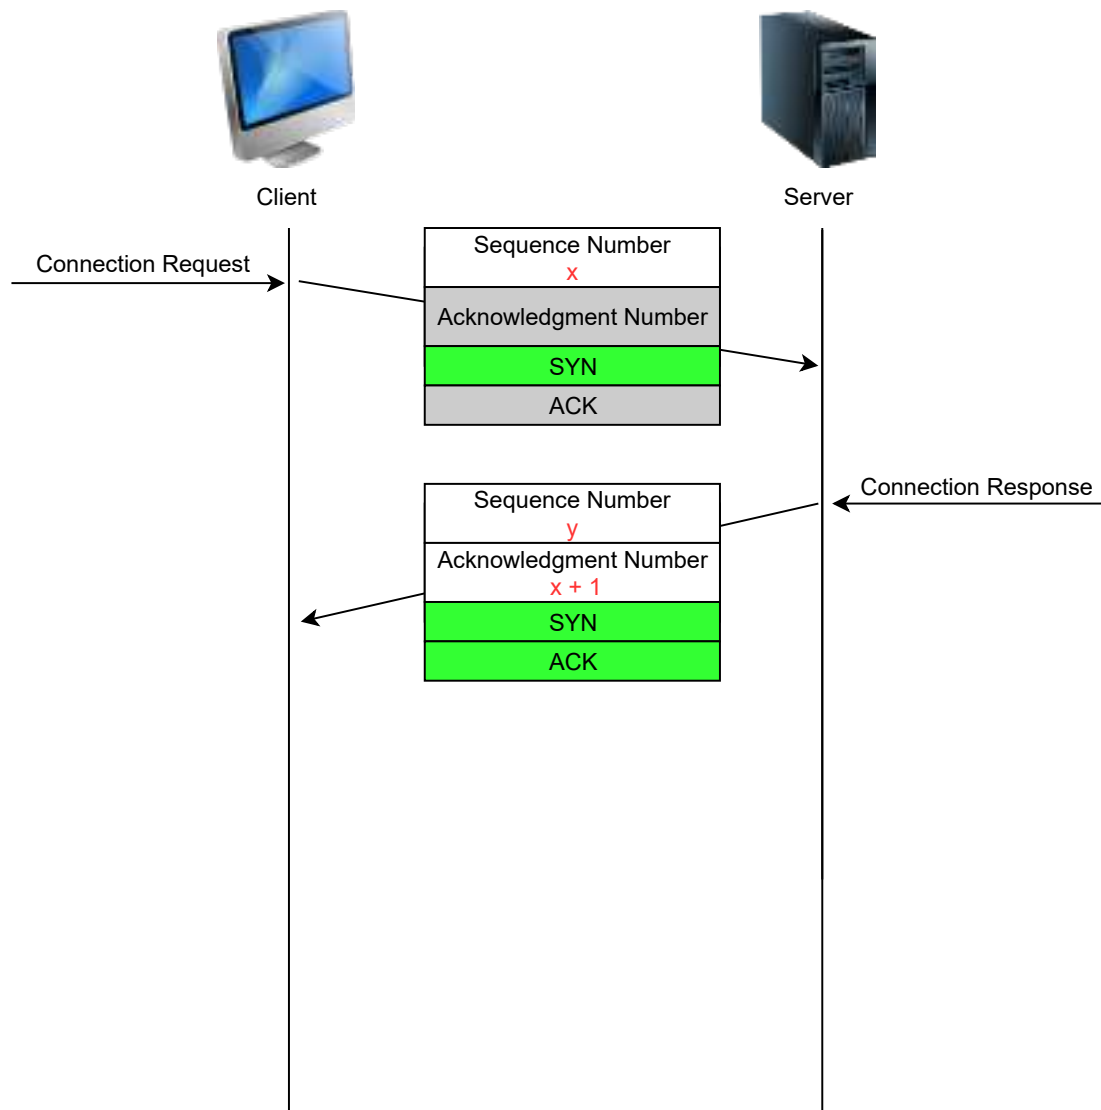 Client
Server
Connection Request
Sequence Number
x
Acknowledgment Number
SYN
ACK
Connection Response
Sequence Number
y
Acknowledgment Number
x + 1
SYN
ACK